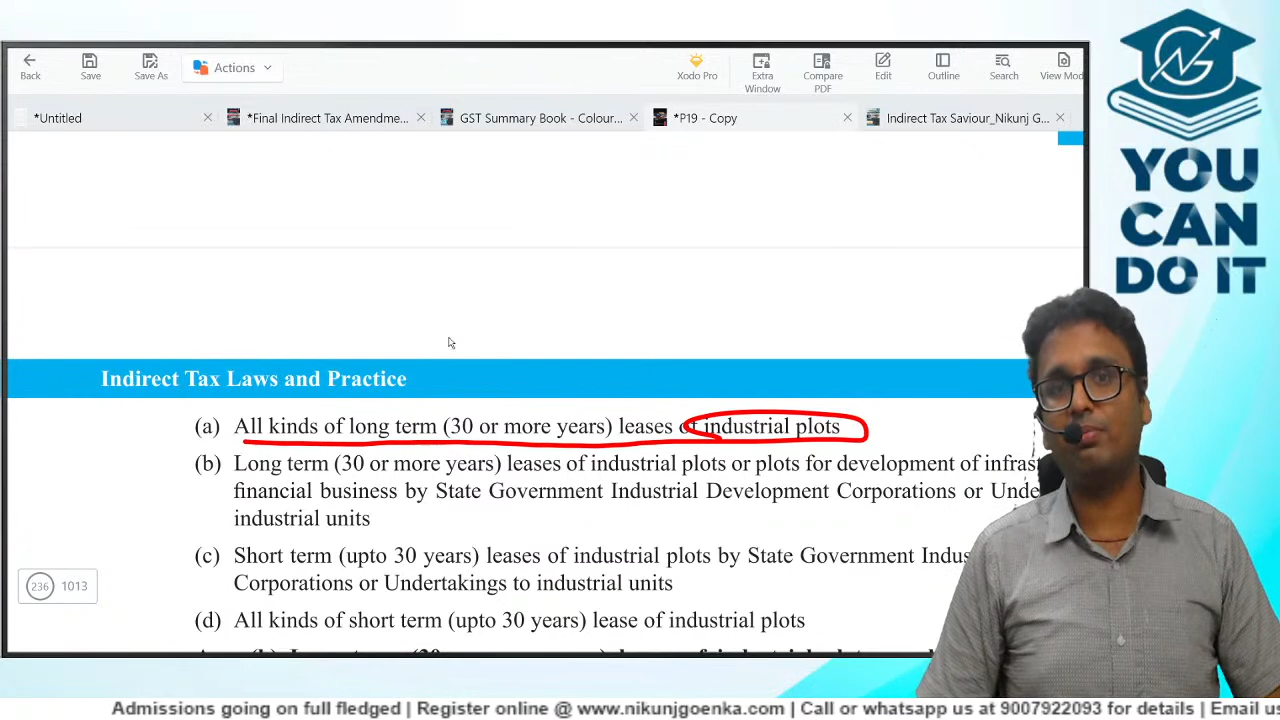 Back
Save
Save As
Actions
Xodo Pro
Extra
Window
Compare
PDF
Edit
Outline
Search
View Mod
*Untitled
*Final Indirect Tax Amendme...
GST Summary Book - Colour...
*P19 - Copy
Indirect Tax Saviour_Nikunj G...
YOU
CAN
DO IT
Indirect Tax Laws and Practice
(a) All kinds of long term (30 or more years) leases of industrial plots
(b) Long term (30 or more years) leases of industrial plots or plots for development of infrast
financial business by State Government Industrial Development Corporations or Unde
industrial units
(c) Short term (upto 30 years) leases of industrial plots by State Government Indus
Corporations or Undertakings to industrial units
(d) All kinds of short term (upto 30 years) lease of industrial plots
236 1013
Admissions going on full fledged | Register online @ www.nikunjgoenka.com | Call or whatsapp us at 9007922093 for details | Email us